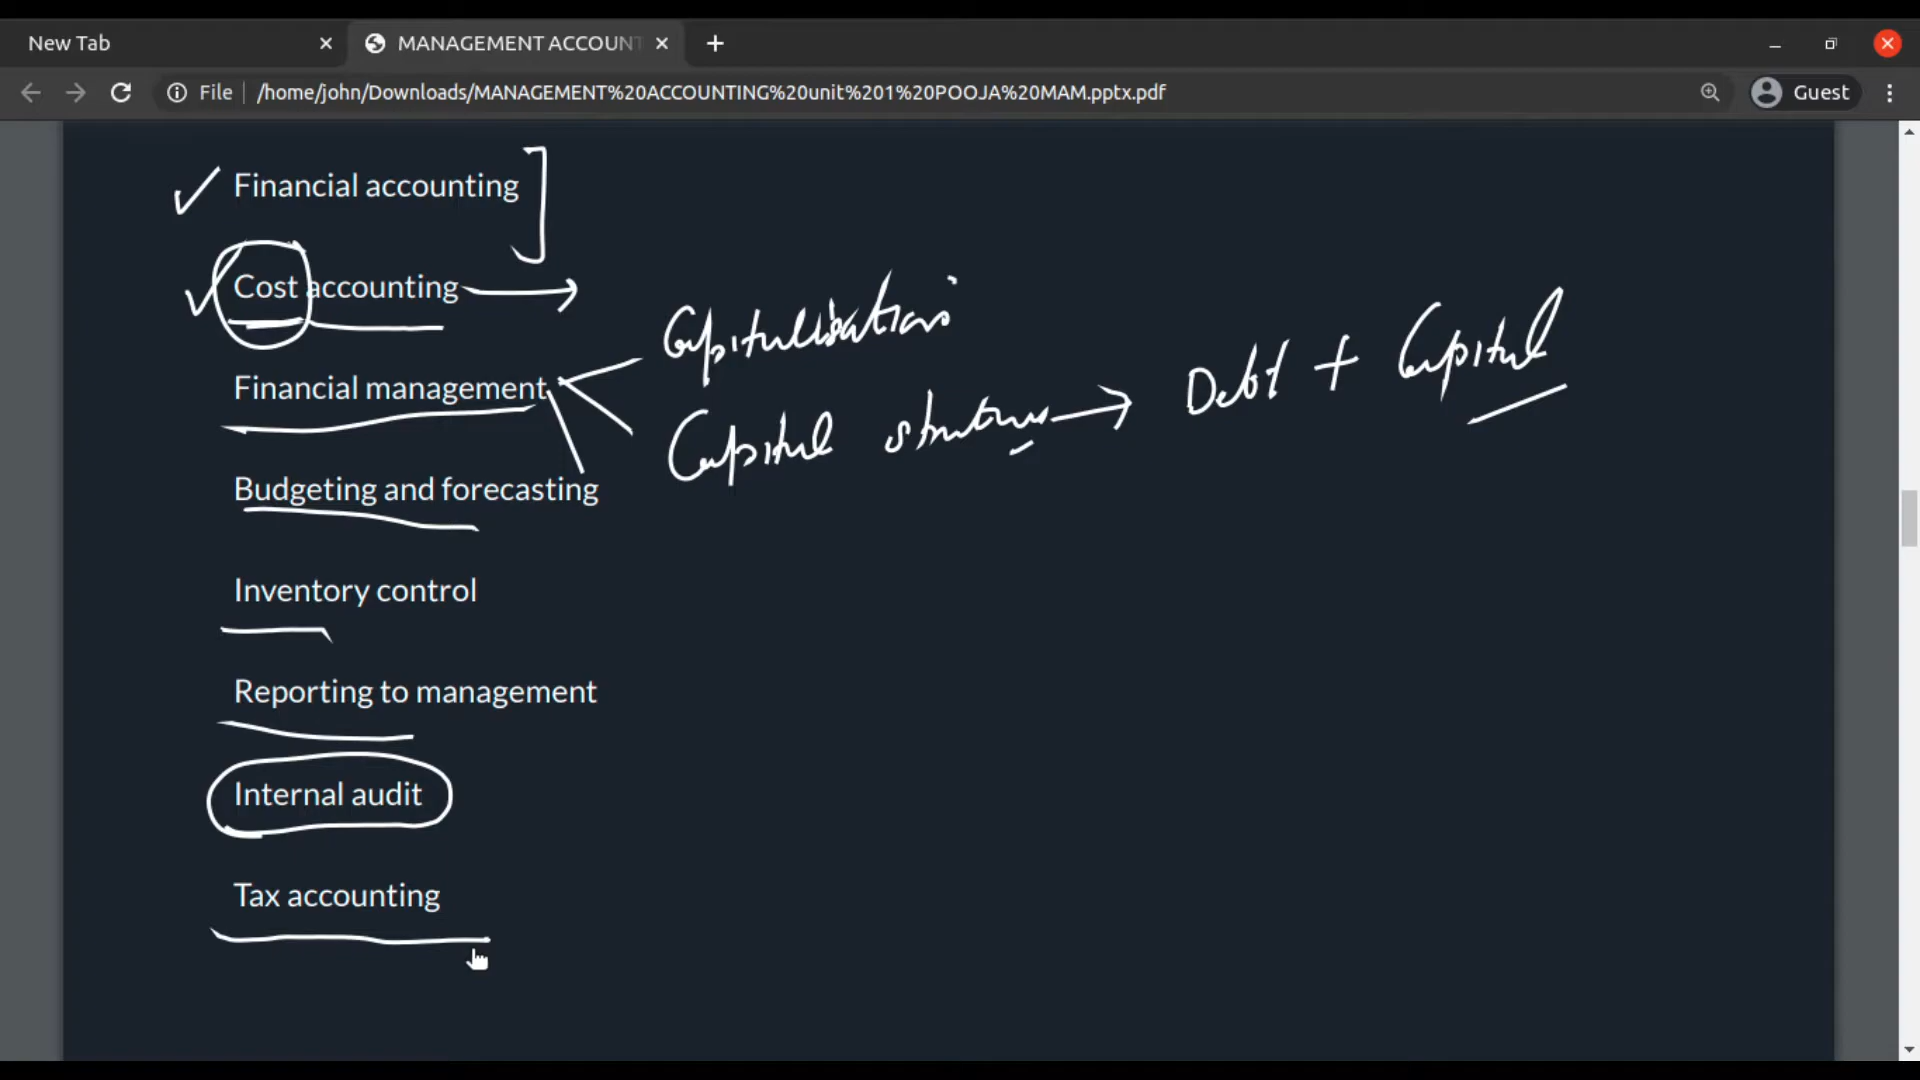 New Tab
MANAGEMENT ACCOUNT
File
/home/john/Downloads/MANAGEMENT%20ACCOUNTING%20unit%201%20POOJA%20MAM.pptx.pdf
Guest
Financial accounting
Cost accounting
Capitalisation
Financial management
Capital structure → Debt + Capital
Budgeting and forecasting
Inventory control
Reporting to management
Internal audit
Tax accounting